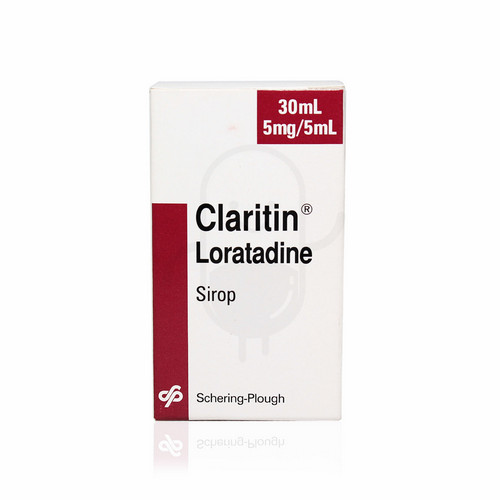 30mL
5mg/5mL
Claritin®
Loratadine
Sirop
Schering-Plough